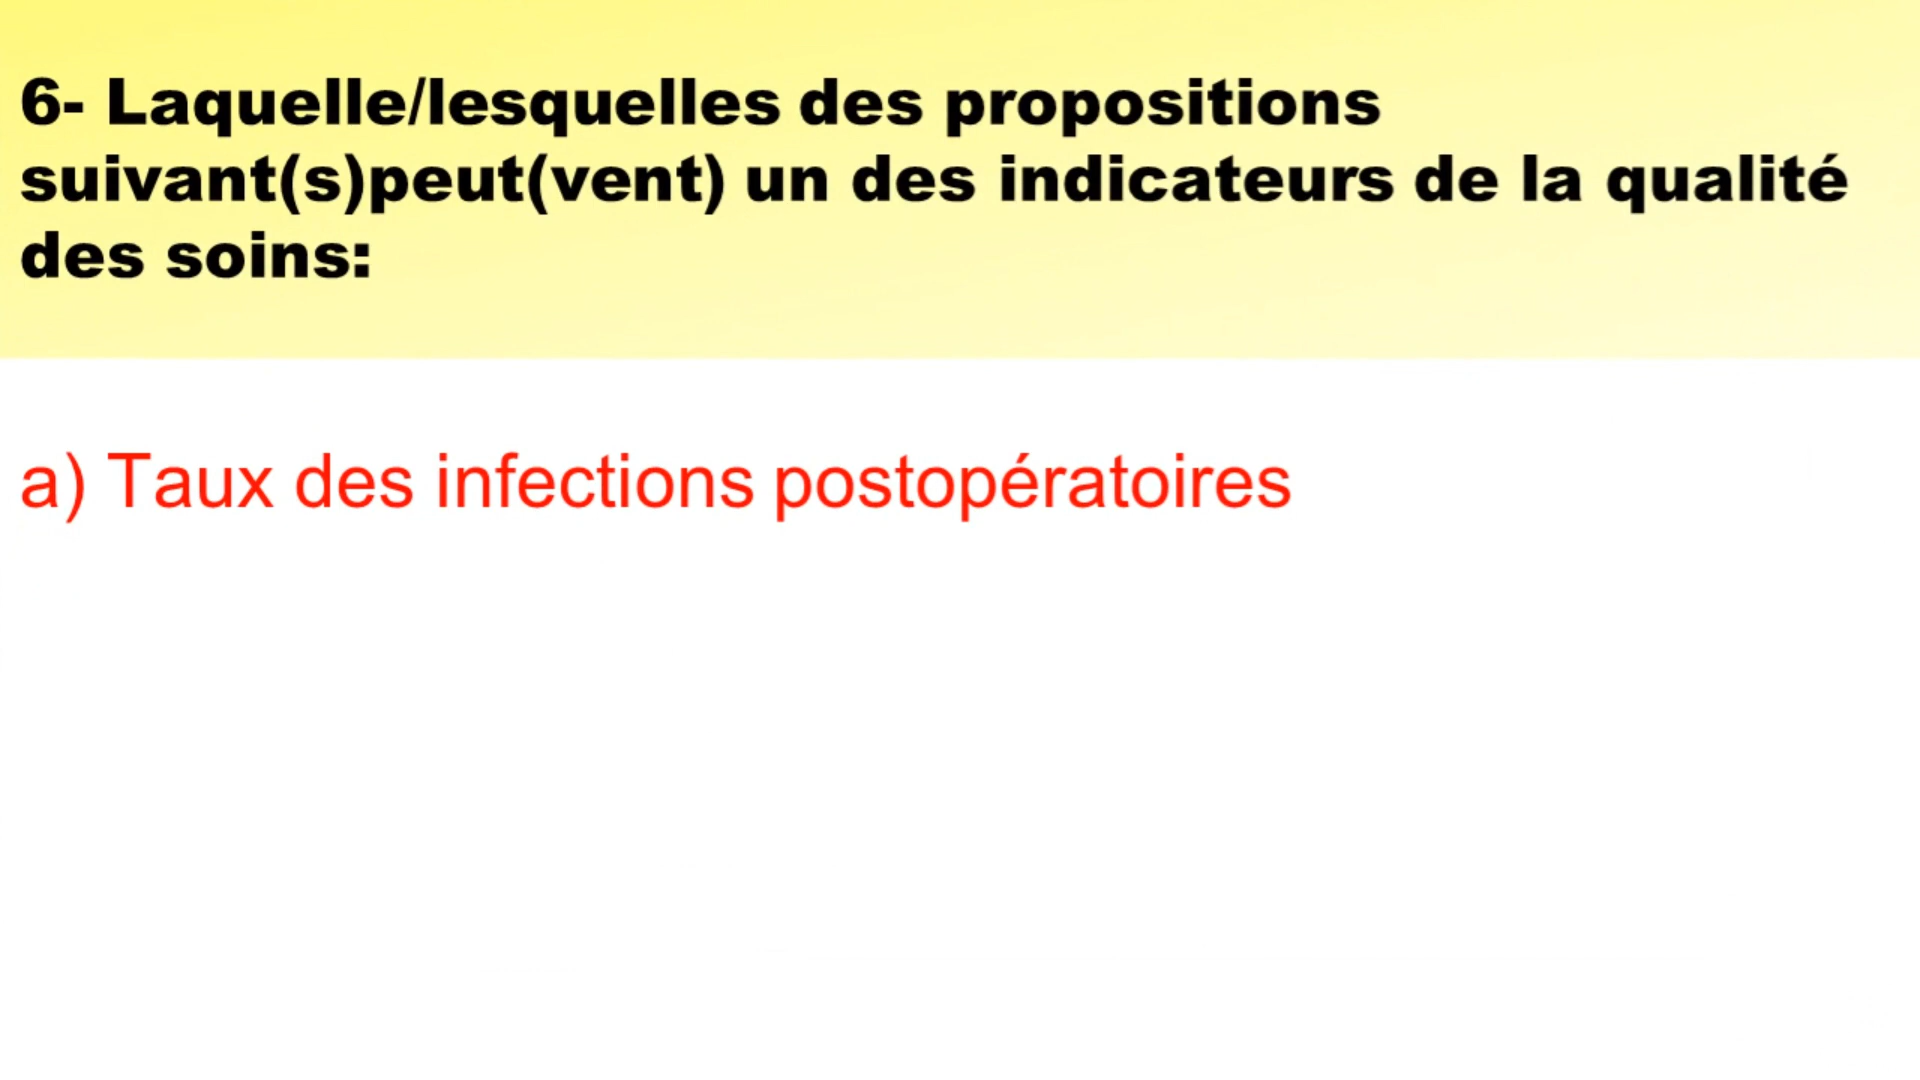 6- Laquelle/lesquelles des propositions
suivant(s)peut(vent) un des indicateurs de la qualité
des soins:
a) Taux des infections postopératoires